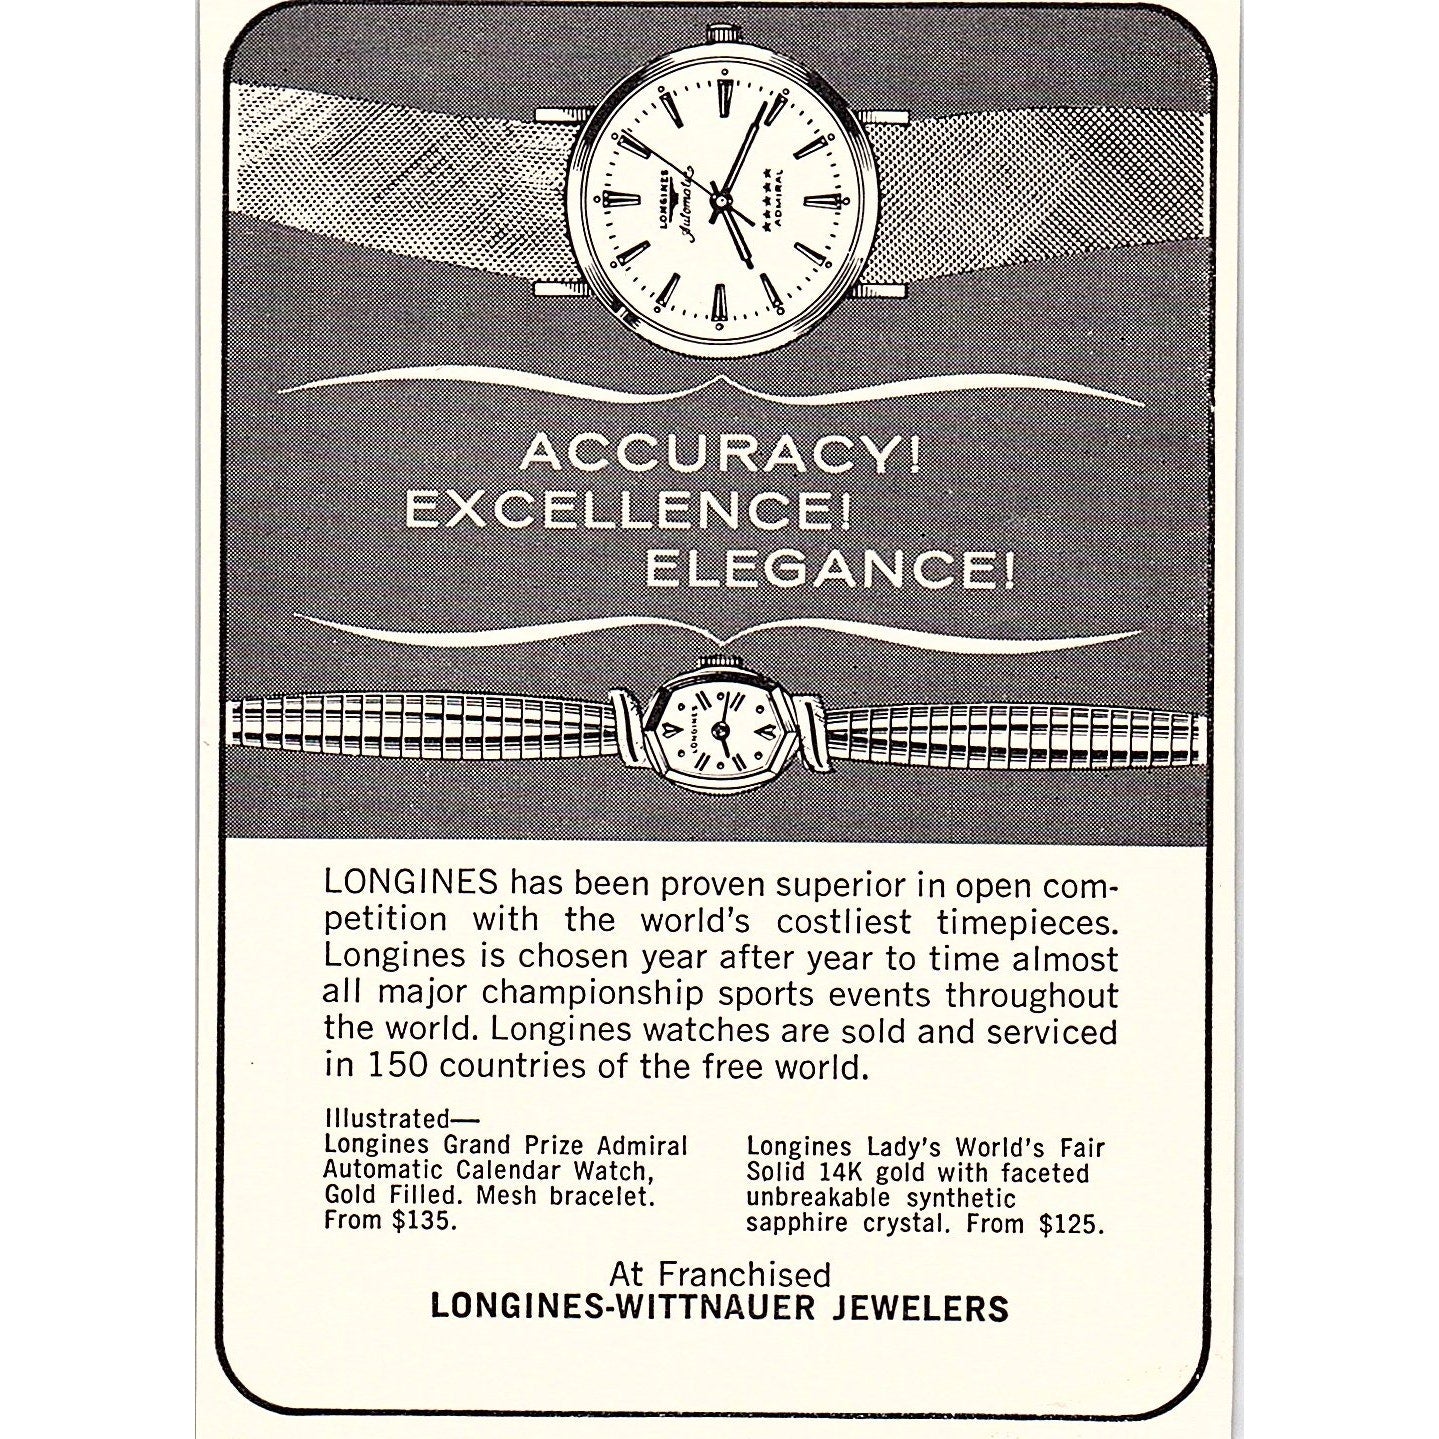 LONGINES
Automatic
★★★★★
ADMIRAL
ACCURACY!
EXCELLENCE!
ELEGANCE!
LONGINES
LONGINES has been proven superior in open com-
petition with the world's costliest timepieces.
Longines is chosen year after year to time almost
all major championship sports events throughout
the world. Longines watches are sold and serviced
in 150 countries of the free world.
Illustrated—
Longines Grand Prize Admiral
Automatic Calendar Watch,
Gold Filled. Mesh bracelet.
From $135.
Longines Lady's World's Fair
Solid 14K gold with faceted
unbreakable synthetic
sapphire crystal. From $125.
At Franchised
LONGINES-WITTNAUER JEWELERS